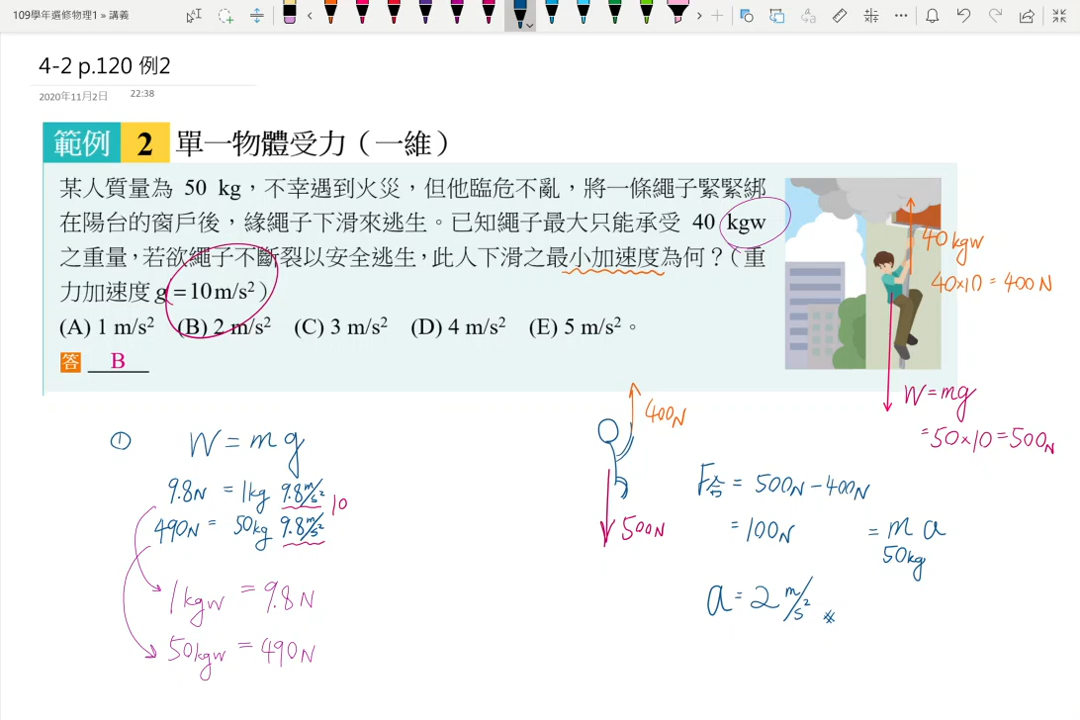 109學年選修物理1 » 講義
4-2 p.120 例2
2020年11月2日 22:38
範例 2 單一物體受力（一維）
某人質量為 50 kg，不幸遇到火災，但他臨危不亂，將一條繩子緊緊綁
在陽台的窗戶後，緣繩子下滑來逃生。已知繩子最大只能承受 40 kgw
之重量，若欲繩子不斷裂以安全逃生，此人下滑之最小加速度為何？（重
力加速度 g = 10 m/s²）
(A) 1 m/s² (B) 2 m/s² (C) 3 m/s² (D) 4 m/s² (E) 5 m/s²。
答 B
40 kgw
40×10 = 400N
W = mg
= 50×10 = 500N
① W = mg
9.8N = 1kg 9.8 m/s² 10
490N = 50kg 9.8 m/s²
1kgw = 9.8N
50kgw = 490N
400N
500N
F合 = 500N - 400N
= 100N = m a
50kg
a = 2 m/s² ※